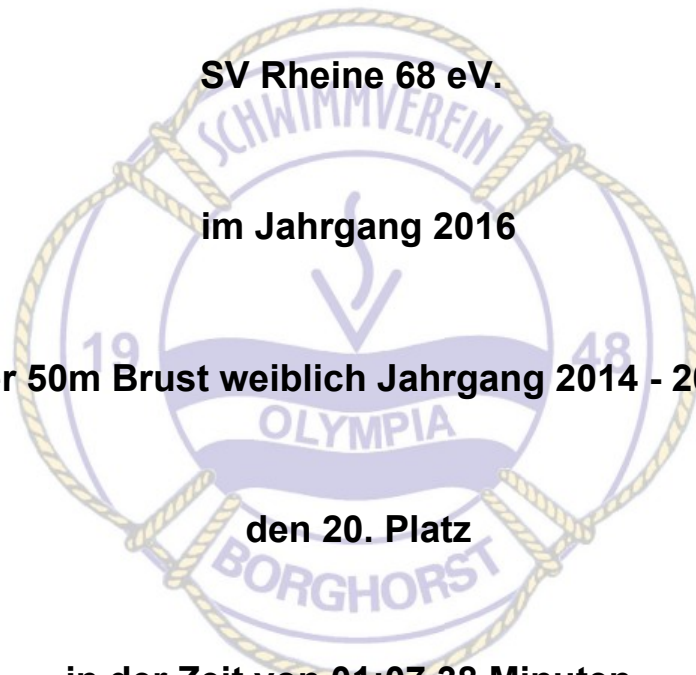 SV Rheine 68 eV.
SCHWIMMVEREIN
im Jahrgang 2016
19 48
r 50m Brust weiblich Jahrgang 2014 - 20
OLYMPIA
den 20. Platz
BORGHORST
in der Zeit von 01:07,38 Minuten